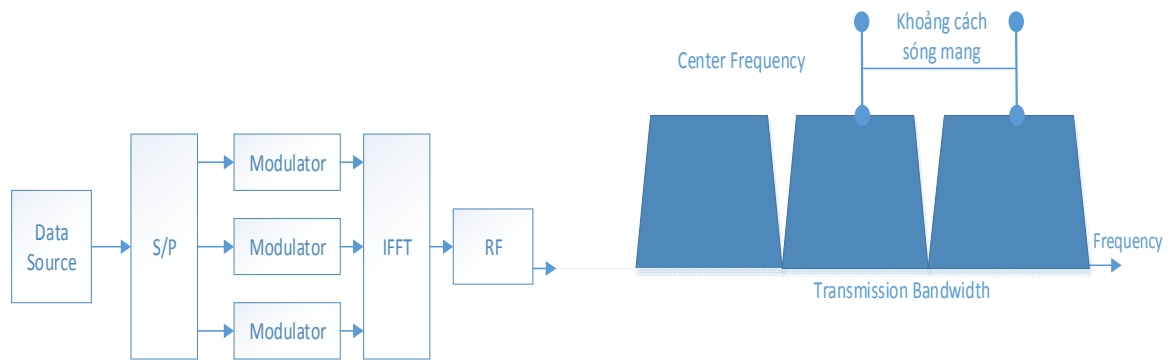 Data
Source
S/P
Modulator
Modulator
Modulator
IFFT
RF
Center Frequency
Khoảng cách
sóng mang
Frequency
Transmission Bandwidth